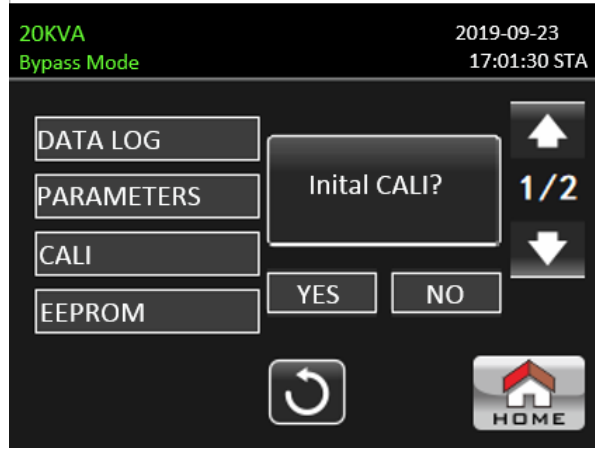 20KVA 2019-09-23
Bypass Mode 17:01:30 STA
DATA LOG
PARAMETERS
CALI
EEPROM
Inital CALI?
YES NO
1/2
HOME